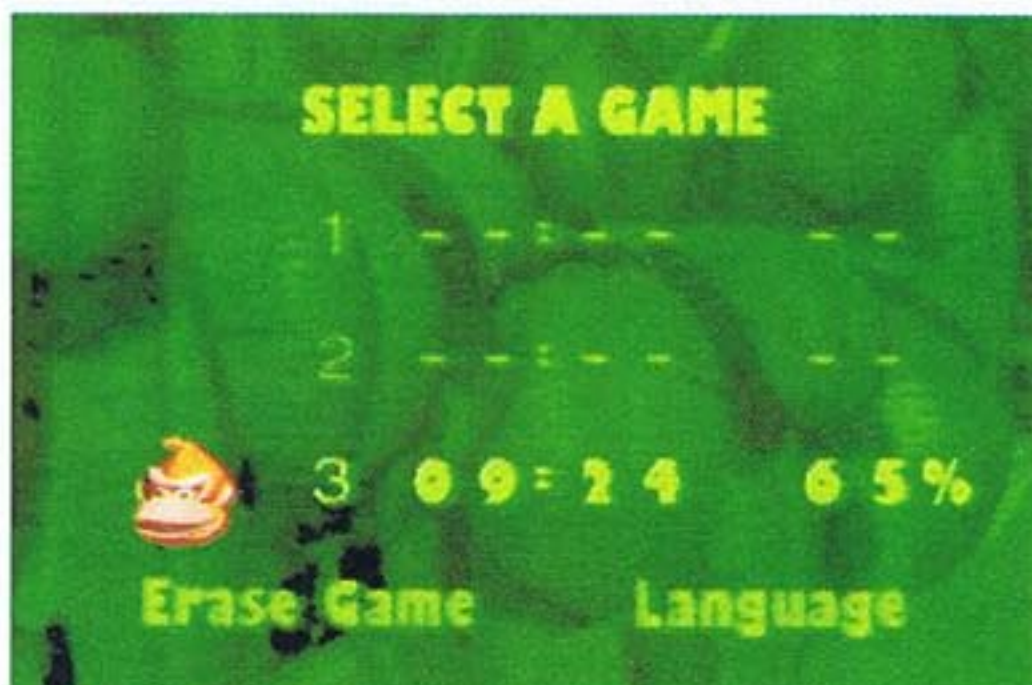 SELECT A GAME
1 --:-- --
2 --:-- --
3 09:24 65%
Erase Game Language